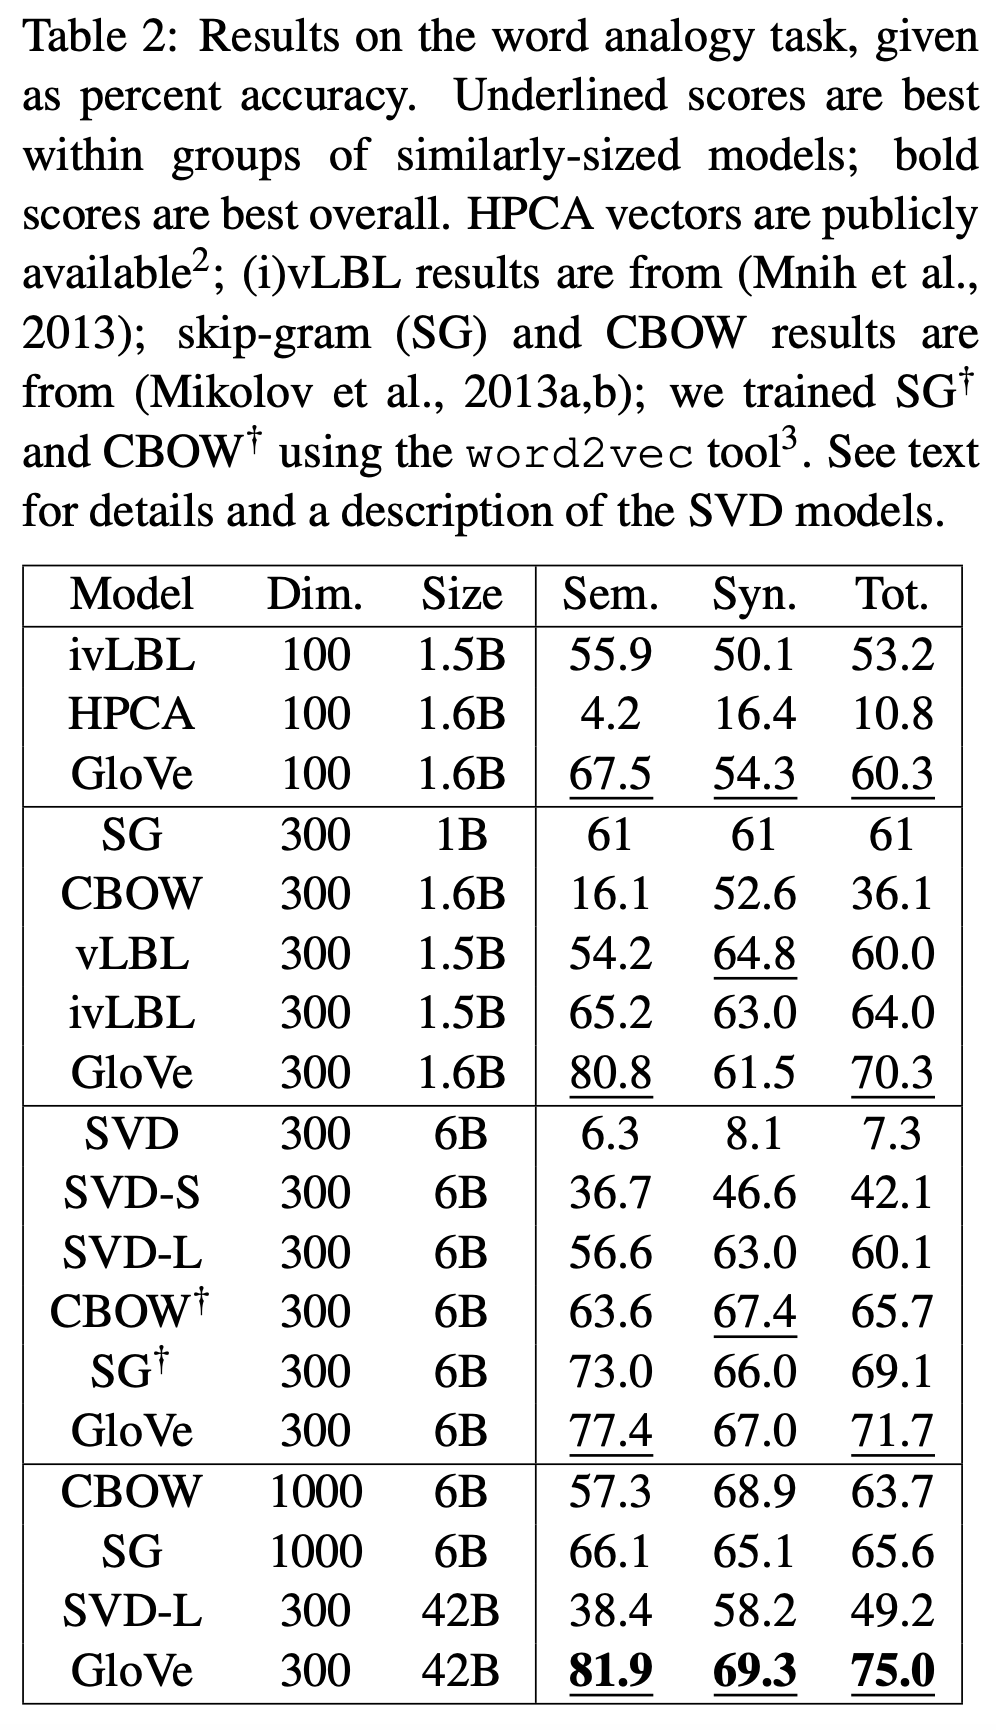 Table 2: Results on the word analogy task, given
as percent accuracy. Underlined scores are best
within groups of similarly-sized models; bold
scores are best overall. HPCA vectors are publicly
available²; (i)vLBL results are from (Mnih et al.,
2013); skip-gram (SG) and CBOW results are
from (Mikolov et al., 2013a,b); we trained SG†
and CBOW† using the word2vec tool³. See text
for details and a description of the SVD models.
Model Dim. Size Sem. Syn. Tot.
ivLBL 100 1.5B 55.9 50.1 53.2
HPCA 100 1.6B 4.2 16.4 10.8
GloVe 100 1.6B 67.5 54.3 60.3
SG 300 1B 61 61 61
CBOW 300 1.6B 16.1 52.6 36.1
vLBL 300 1.5B 54.2 64.8 60.0
ivLBL 300 1.5B 65.2 63.0 64.0
GloVe 300 1.6B 80.8 61.5 70.3
SVD 300 6B 6.3 8.1 7.3
SVD-S 300 6B 36.7 46.6 42.1
SVD-L 300 6B 56.6 63.0 60.1
CBOW† 300 6B 63.6 67.4 65.7
SG† 300 6B 73.0 66.0 69.1
GloVe 300 6B 77.4 67.0 71.7
CBOW 1000 6B 57.3 68.9 63.7
SG 1000 6B 66.1 65.1 65.6
SVD-L 300 42B 38.4 58.2 49.2
GloVe 300 42B 81.9 69.3 75.0